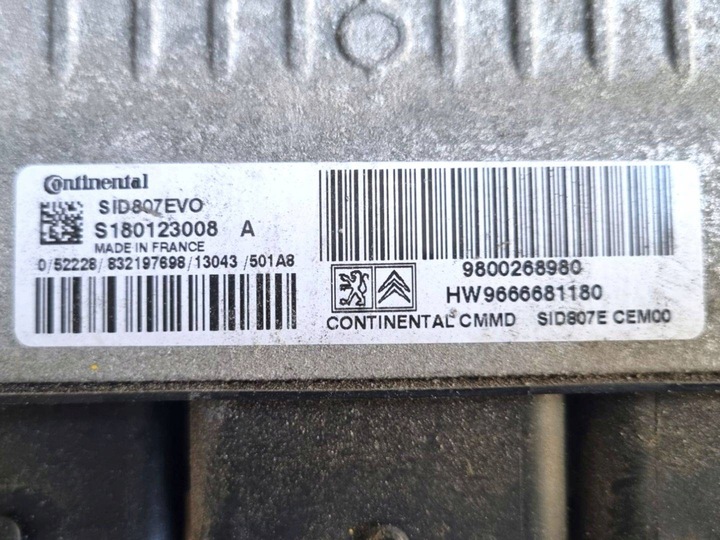 Continental
SID807EVO
S180123008 A
MADE IN FRANCE
0/52228/832197698/13043/501A8
9800268980
HW9666681180
CONTINENTAL CMMD SID807E CEM00